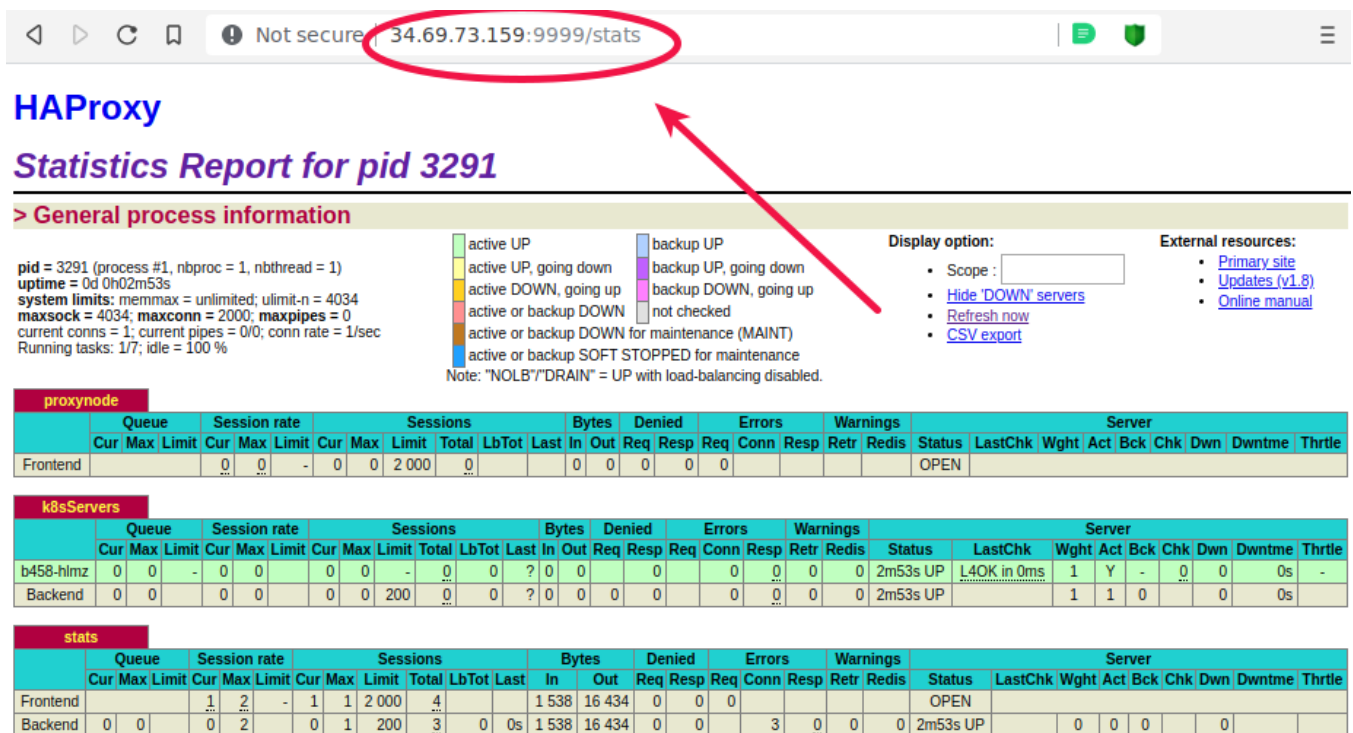 Not secure | 34.69.73.159:9999/stats
HAProxy
Statistics Report for pid 3291
> General process information
pid = 3291 (process #1, nbproc = 1, nbthread = 1)
uptime = 0d 0h02m53s
system limits: memmax = unlimited; ulimit-n = 4034
maxsock = 4034; maxconn = 2000; maxpipes = 0
current conns = 1; current pipes = 0/0; conn rate = 1/sec
Running tasks: 1/7; idle = 100 %
active UP backup UP
active UP, going down backup UP, going down
active DOWN, going up backup DOWN, going up
active or backup DOWN not checked
active or backup DOWN for maintenance (MAINT)
active or backup SOFT STOPPED for maintenance
Note: "NOLB"/"DRAIN" = UP with load-balancing disabled.
Display option:
• Scope :
• Hide 'DOWN' servers
• Refresh now
• CSV export
External resources:
• Primary site
• Updates (v1.8)
• Online manual
proxynode
Queue Session rate Sessions Bytes Denied Errors Warnings Server
Cur Max Limit Cur Max Limit Cur Max Limit Total LbTot Last In Out Req Resp Req Conn Resp Retr Redis Status LastChk Wght Act Bck Chk Dwn Dwntme Thrtle
Frontend 0 0 - 0 0 2 000 0 0 0 0 0 0 OPEN
k8sServers
Queue Session rate Sessions Bytes Denied Errors Warnings Server
Cur Max Limit Cur Max Limit Cur Max Limit Total LbTot Last In Out Req Resp Req Conn Resp Retr Redis Status LastChk Wght Act Bck Chk Dwn Dwntme Thrtle
b458-hlmz 0 0 - 0 0 0 0 - 0 0 ? 0 0 0 0 0 0 0 2m53s UP L4OK in 0ms 1 Y - 0 0 0s -
Backend 0 0 0 0 0 0 200 0 0 ? 0 0 0 0 0 0 0 0 2m53s UP 1 1 0 0 0s
stats
Queue Session rate Sessions Bytes Denied Errors Warnings Server
Cur Max Limit Cur Max Limit Cur Max Limit Total LbTot Last In Out Req Resp Req Conn Resp Retr Redis Status LastChk Wght Act Bck Chk Dwn Dwntme Thrtle
Frontend 1 2 - 1 1 2 000 4 1 538 16 434 0 0 0 OPEN
Backend 0 0 0 2 0 1 200 3 0 0s 1 538 16 434 0 0 3 0 0 0 2m53s UP 0 0 0 0